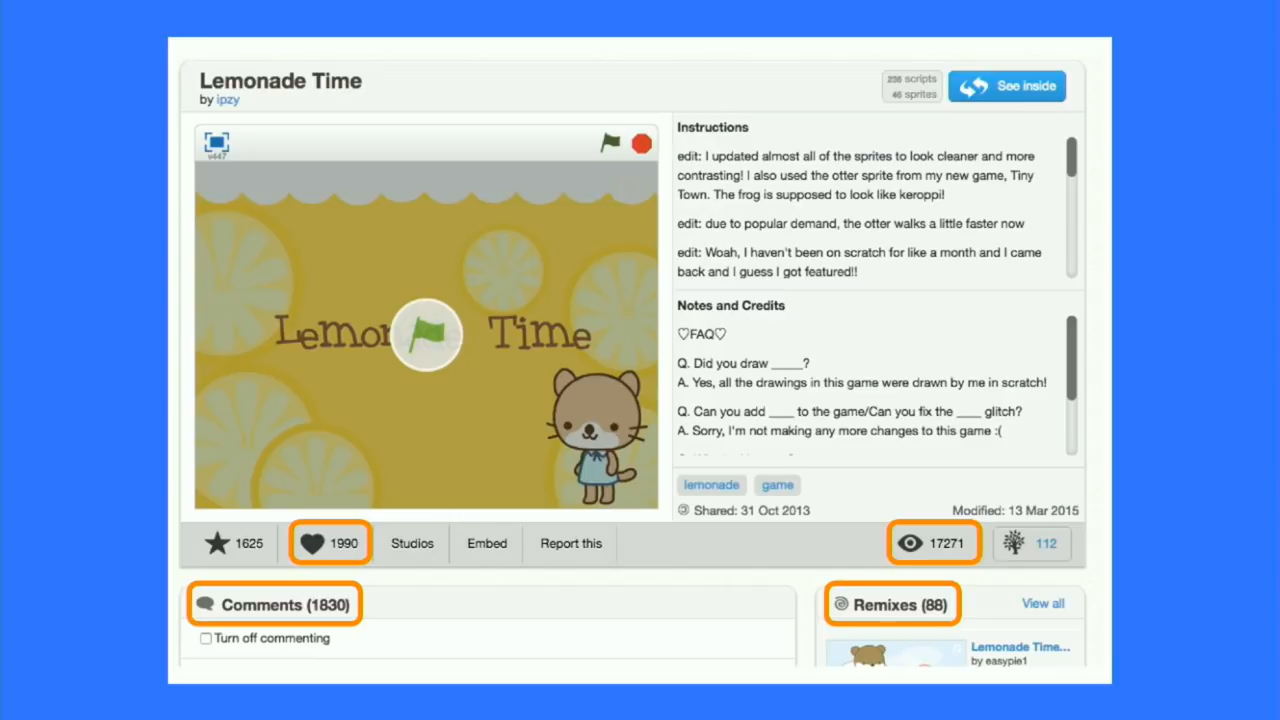 Lemonade Time
by ipzy
236 scripts
46 sprites
See inside
v447
Lemon
Time
Instructions
edit: I updated almost all of the sprites to look cleaner and more
contrasting! I also used the otter sprite from my new game, Tiny
Town. The frog is supposed to look like keroppi!
edit: due to popular demand, the otter walks a little faster now
edit: Woah, I haven't been on scratch for like a month and I came
back and I guess I got featured!!
Notes and Credits
♡FAQ♡
Q. Did you draw _____?
A. Yes, all the drawings in this game were drawn by me in scratch!
Q. Can you add ____ to the game/Can you fix the ____ glitch?
A. Sorry, I'm not making any more changes to this game :(
lemonade game
Shared: 31 Oct 2013 Modified: 13 Mar 2015
1625 1990 Studios Embed Report this 17271 112
Comments (1830)
Turn off commenting
Remixes (88) View all
Lemonade Time...
by easypie1